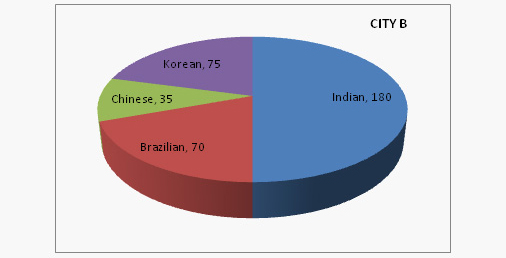 CITY B
Korean, 75
Indian, 180
Chinese, 35
Brazilian, 70